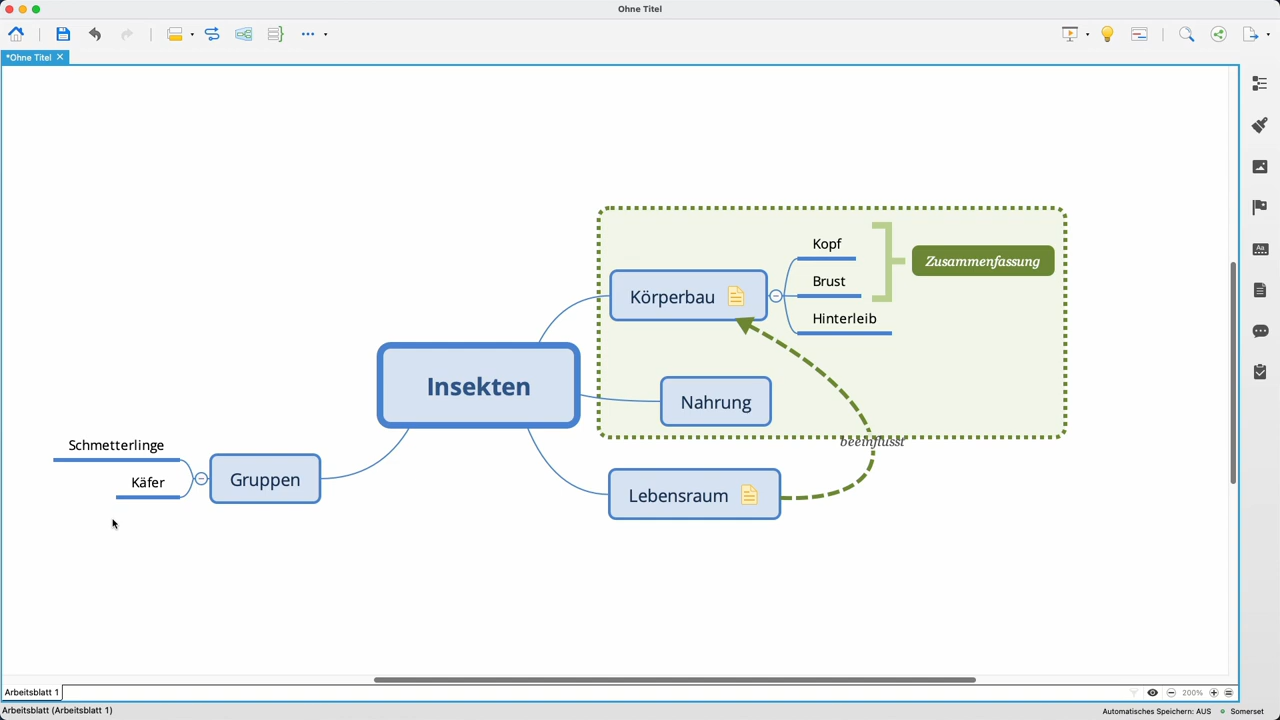 Ohne Titel
*Ohne Titel
Kopf
Zusammenfassung
Brust
Körperbau
Hinterleib
Insekten
Nahrung
beeinflusst
Schmetterlinge
Gruppen
Käfer
Lebensraum
Arbeitsblatt 1
200%
Arbeitsblatt (Arbeitsblatt 1)
Automatisches Speichern: AUS
Somerset
Aa